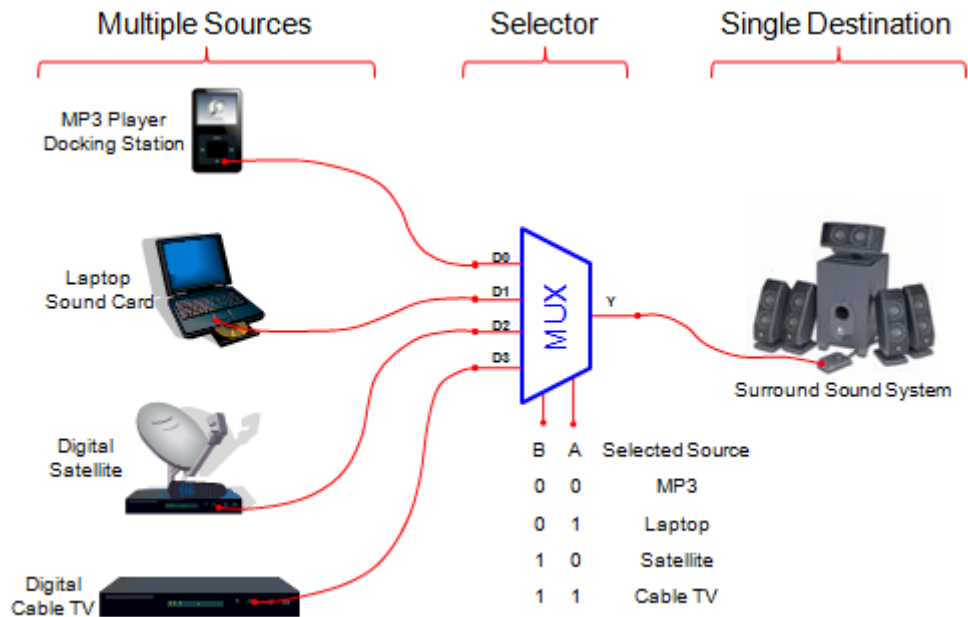 Multiple Sources
Selector
Single Destination
MP3 Player
Docking Station
Laptop
Sound Card
Digital
Satellite
Digital
Cable TV
D0
D1
D2
D3
MUX
Y
Surround Sound System
B A Selected Source
0 0 MP3
0 1 Laptop
1 0 Satellite
1 1 Cable TV